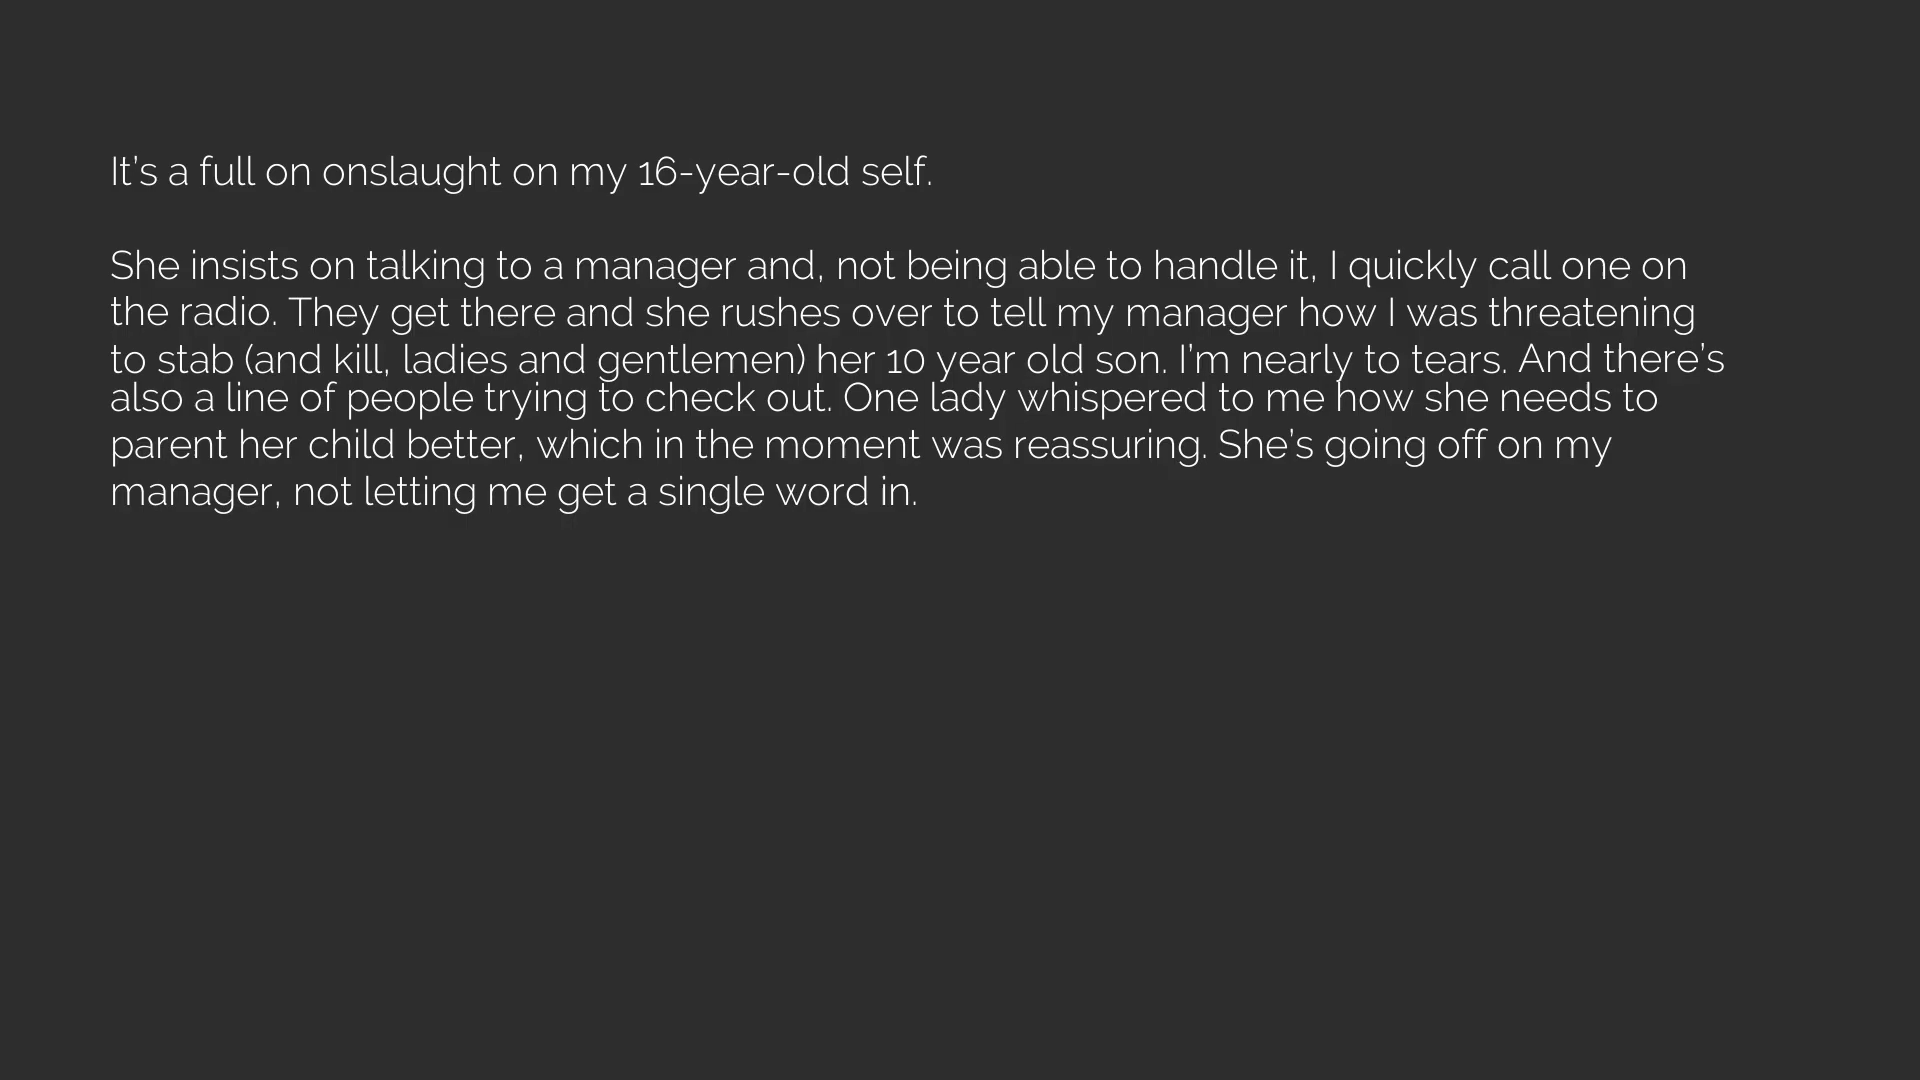 It's a full on onslaught on my 16-year-old self.
She insists on talking to a manager and, not being able to handle it, I quickly call one on
the radio. They get there and she rushes over to tell my manager how I was threatening
to stab (and kill, ladies and gentlemen) her 10 year old son. I'm nearly to tears. And there's
also a line of people trying to check out. One lady whispered to me how she needs to
parent her child better, which in the moment was reassuring. She's going off on my
manager, not letting me get a single word in.